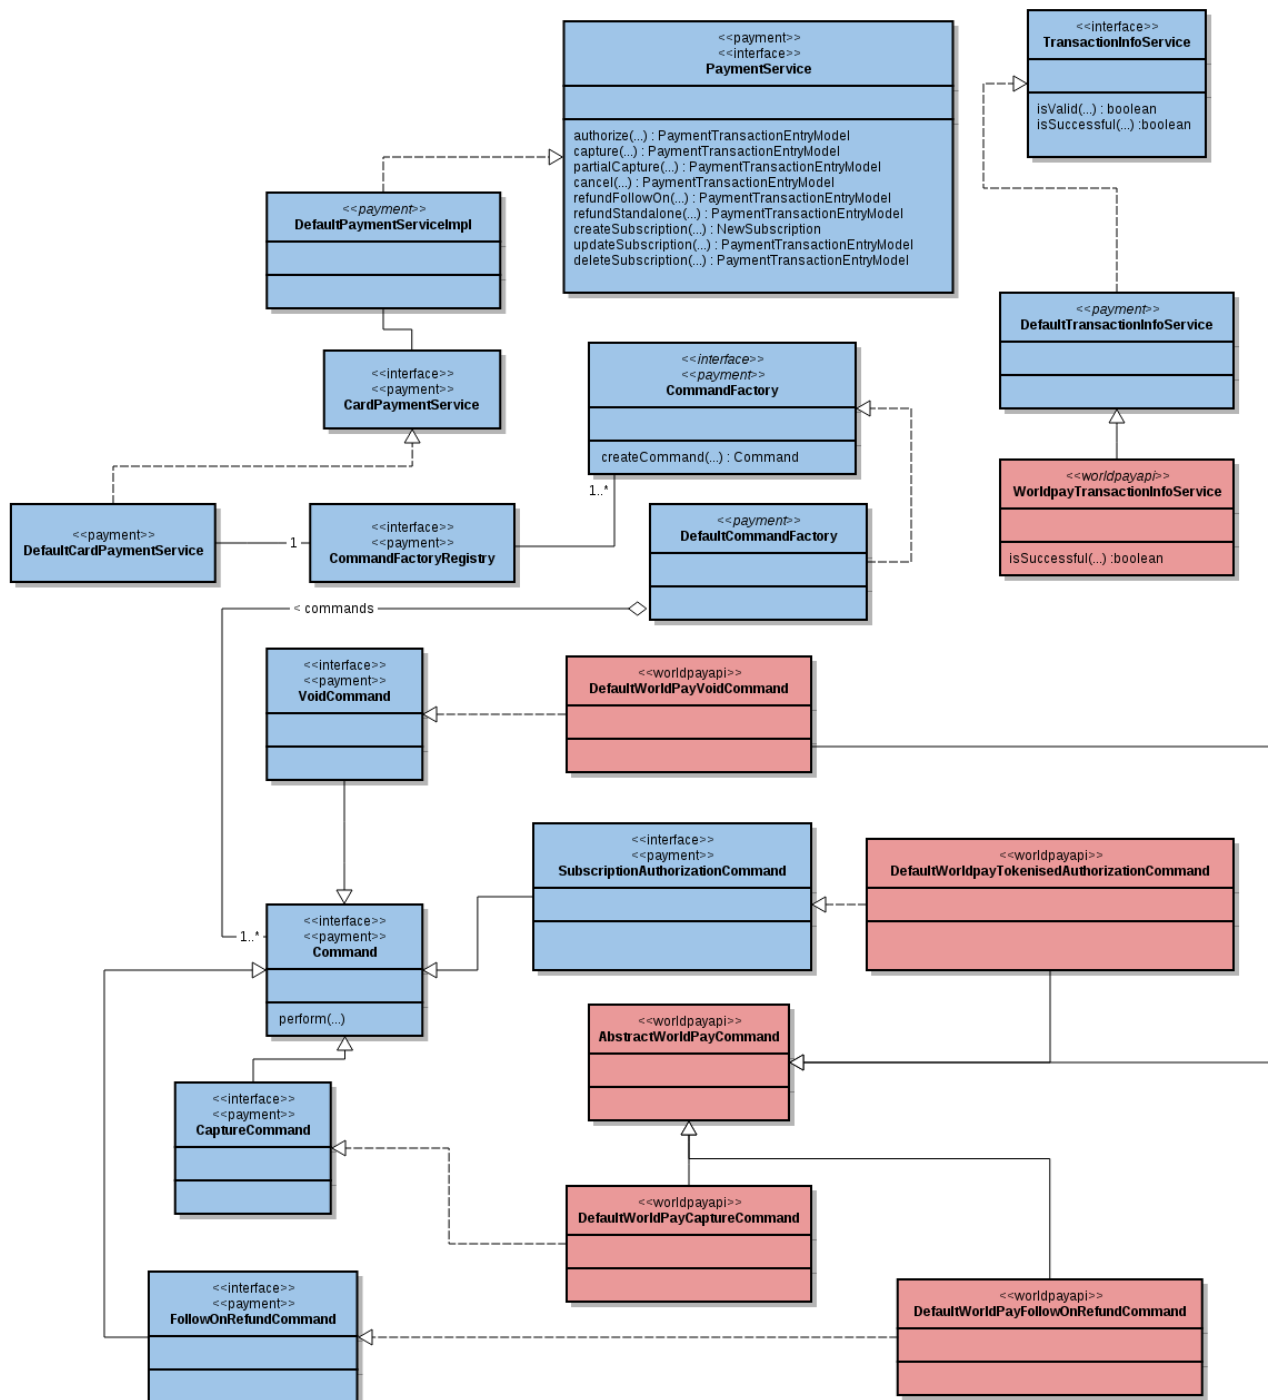 <<payment>>
<<interface>>
PaymentService
authorize(...) : PaymentTransactionEntryModel
capture(...) : PaymentTransactionEntryModel
partialCapture(...) : PaymentTransactionEntryModel
cancel(...) : PaymentTransactionEntryModel
refundFollowOn(...) : PaymentTransactionEntryModel
refundStandalone(...) : PaymentTransactionEntryModel
createSubscription(...) : NewSubscription
updateSubscription(...) : PaymentTransactionEntryModel
deleteSubscription(...) : PaymentTransactionEntryModel
<<interface>>
TransactionInfoService
isValid(...) : boolean
isSuccessful(...) :boolean
<<payment>>
DefaultPaymentServiceImpl
<<payment>>
DefaultTransactionInfoService
<<interface>>
<<payment>>
CardPaymentService
<<interface>>
<<payment>>
CommandFactory
createCommand(...) : Command
1..*
<<worldpayapi>>
WorldpayTransactionInfoService
isSuccessful(...) :boolean
<<payment>>
DefaultCardPaymentService
1
<<interface>>
<<payment>>
CommandFactoryRegistry
<<payment>>
DefaultCommandFactory
< commands
<<interface>>
<<payment>>
VoidCommand
<<worldpayapi>>
DefaultWorldPayVoidCommand
<<interface>>
<<payment>>
SubscriptionAuthorizationCommand
<<worldpayapi>>
DefaultWorldpayTokenisedAuthorizationCommand
1..*
<<interface>>
<<payment>>
Command
perform(...)
<<worldpayapi>>
AbstractWorldPayCommand
<<interface>>
<<payment>>
CaptureCommand
<<worldpayapi>>
DefaultWorldPayCaptureCommand
<<interface>>
<<payment>>
FollowOnRefundCommand
<<worldpayapi>>
DefaultWorldPayFollowOnRefundCommand